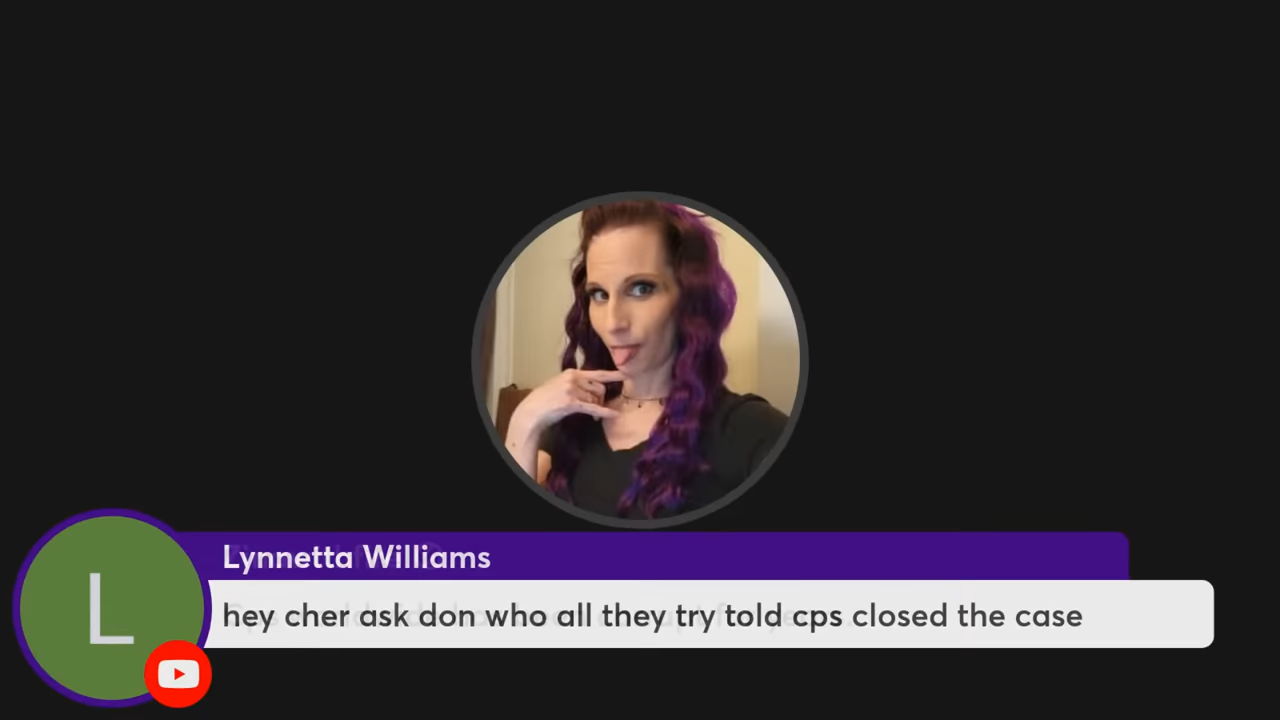 Lynnetta Williams
hey cher ask don who all they try told cps closed the case
L